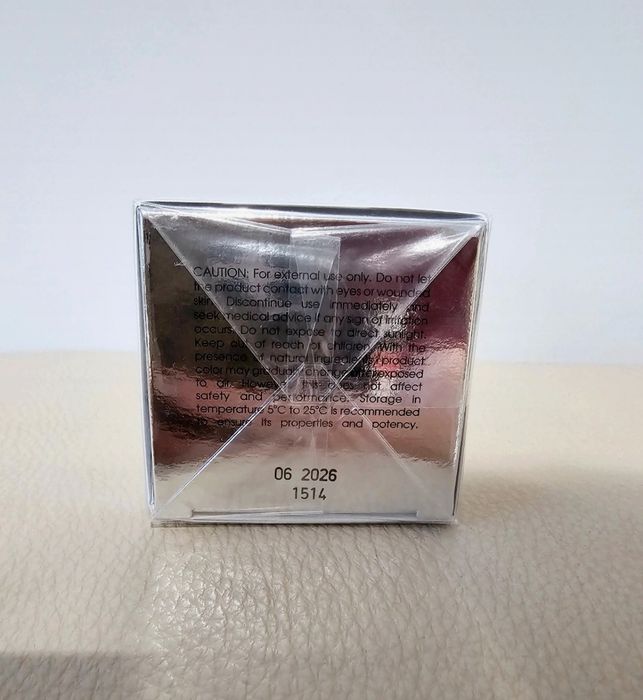 CAUTION: For external use only. Do not let
the product contact with eyes or wounded
skin. Discontinue use immediately and
seek medical advice if any sign of irritation
occurs. Do not expose to direct sunlight.
Keep out of reach of children. With the
presence of natural ingredients, product
color may gradually change if exposed
to air. However, this does not affect
safety and performance. Storage in
temperature 5°C to 25°C is recommended
to ensure its properties and potency.
06 2026
1514